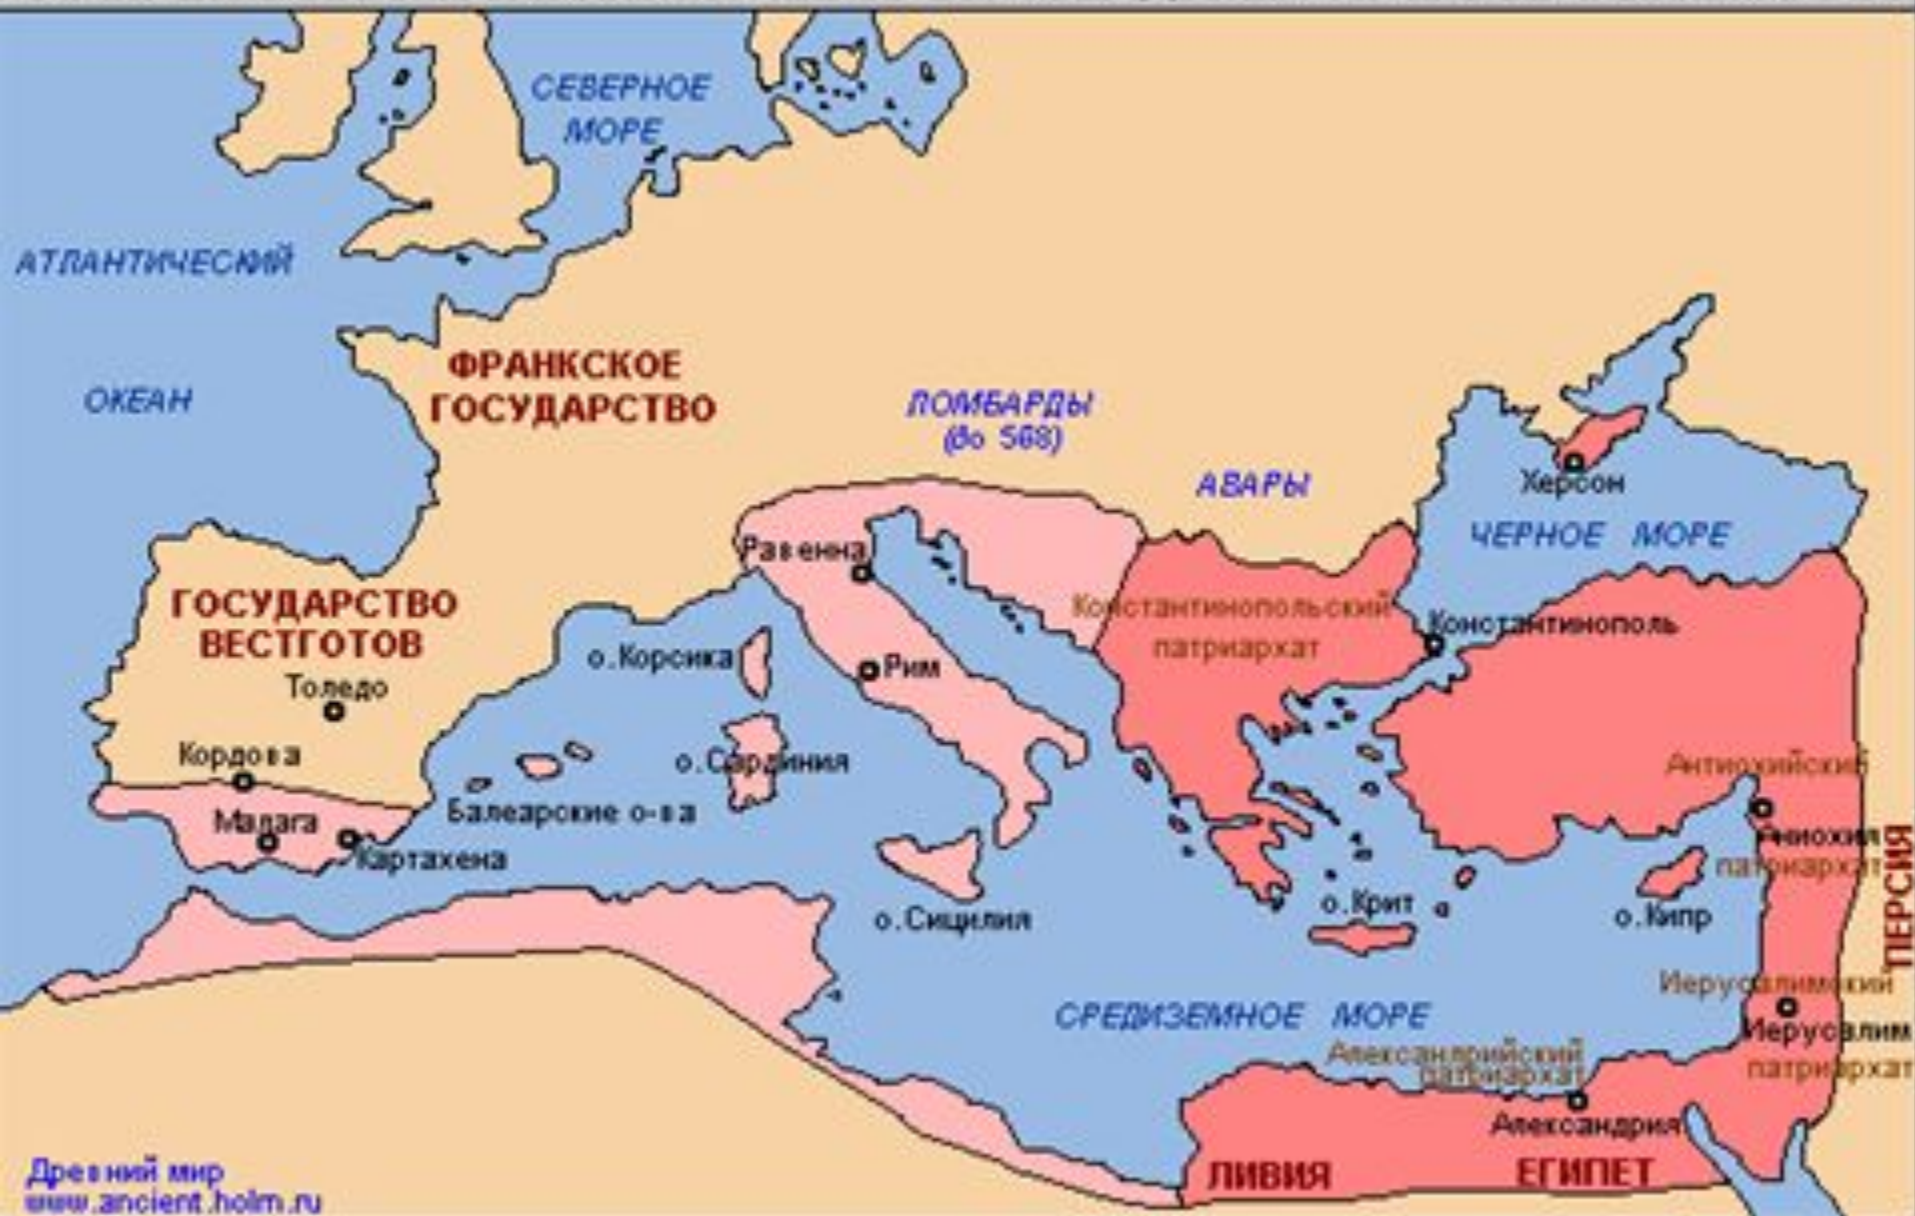 СЕВЕРНОЕ
МОРЕ
АТЛАНТИЧЕСКИЙ
ОКЕАН
ФРАНКСКОЕ
ГОСУДАРСТВО
ЛОМБАРДЫ
(до 568)
АВАРЫ
Херсон
ЧЕРНОЕ МОРЕ
Равенна
ГОСУДАРСТВО
ВЕСТГОТОВ
Толедо
Кордова
Малага
Картахена
о.Корсика
Рим
о.Сардиния
Балеарские о-ва
о.Сицилия
Константинопольский
патриархат
Константинополь
Антиохийский
Аниохия
патриархат
ПЕРСИЯ
о.Крит
о.Кипр
СРЕДИЗЕМНОЕ МОРЕ
Иерусалимский
Иерусалим
патриархат
Александрийский
патриархат
Александрия
ЛИВИЯ
ЕГИПЕТ
Древний мир
www.ancient.holm.ru